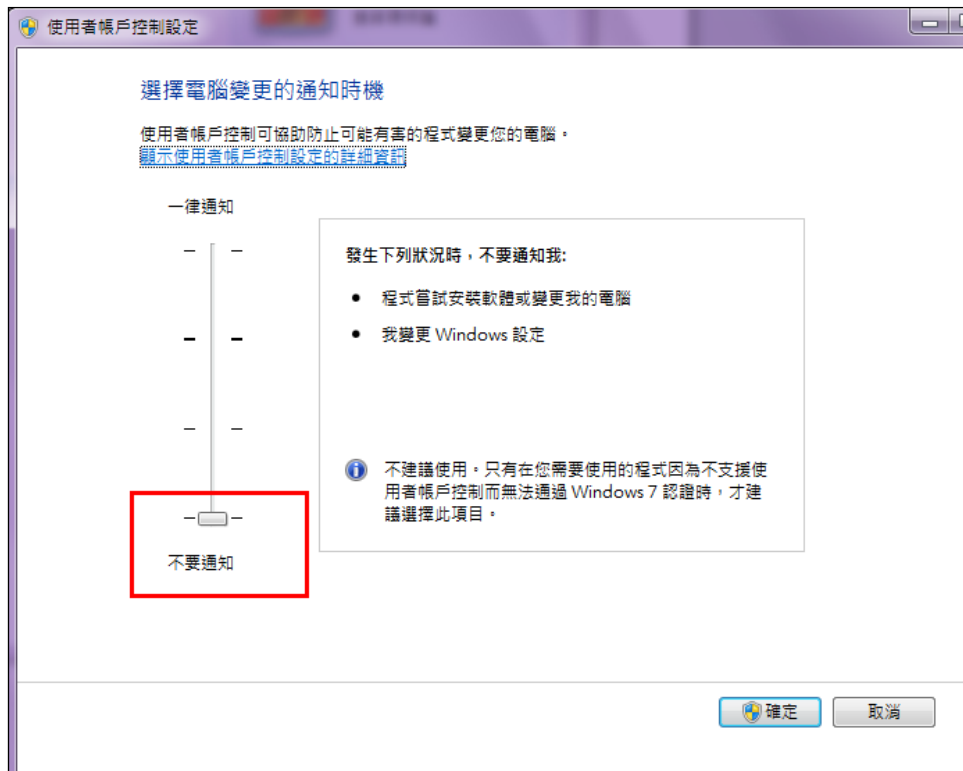 使用者帳戶控制設定
選擇電腦變更的通知時機
使用者帳戶控制可協助防止可能有害的程式變更您的電腦。
顯示使用者帳戶控制設定的詳細資訊
一律通知
發生下列狀況時，不要通知我:
● 程式嘗試安裝軟體或變更我的電腦
● 我變更 Windows 設定
不建議使用。只有在您需要使用的程式因為不支援使
用者帳戶控制而無法通過 Windows 7 認證時，才建
議選擇此項目。
不要通知
確定
取消